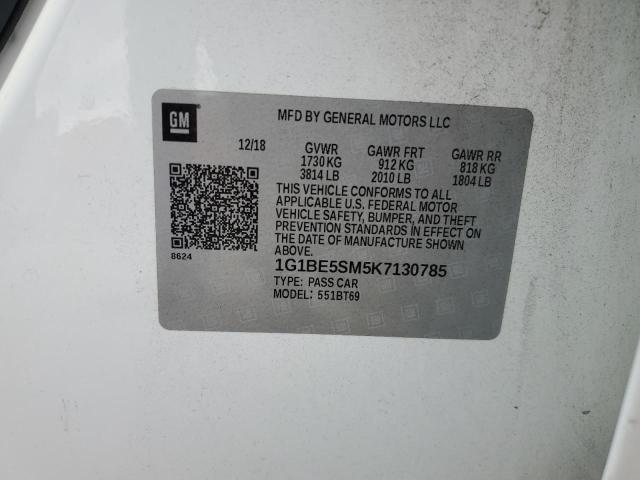 GM
MFD BY GENERAL MOTORS LLC
12/18 GVWR GAWR FRT GAWR RR
1730 KG 912 KG 818 KG
3814 LB 2010 LB 1804 LB
THIS VEHICLE CONFORMS TO ALL
APPLICABLE U.S. FEDERAL MOTOR
VEHICLE SAFETY, BUMPER, AND THEFT
PREVENTION STANDARDS IN EFFECT ON
THE DATE OF MANUFACTURE SHOWN
ABOVE.
8624
1G1BE5SM5K7130785
TYPE: PASS CAR
MODEL: 551BT69